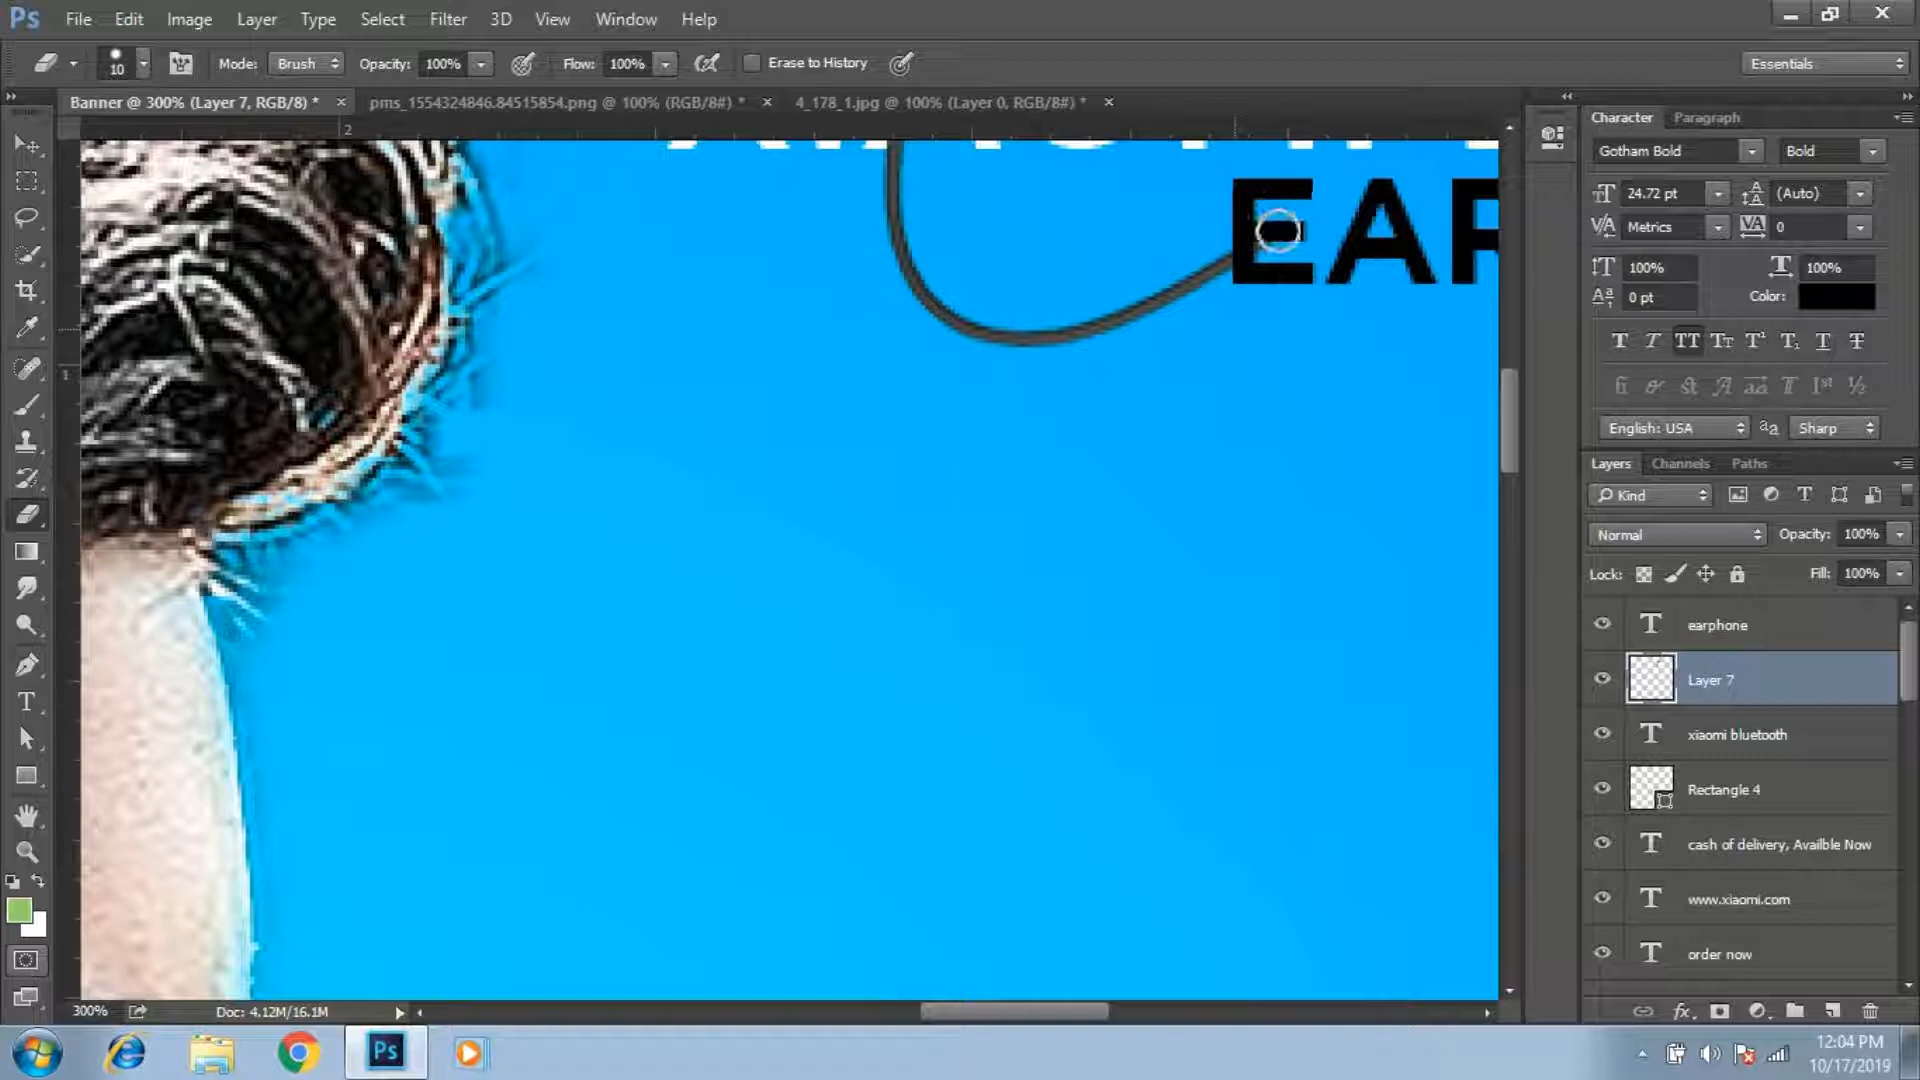 Ps File Edit Image Layer Type Select Filter 3D View Window Help
10 Mode: Brush Opacity: 100% Flow: 100% Erase to History Essentials
Banner @ 300% (Layer 7, RGB/8) * × pms_1554324846.84515854.png @ 100% (RGB/8#) * × 4_178_1.jpg @ 100% (Layer 0, RGB/8#) * ×
2
1
EAR
Character Paragraph
Gotham Bold Bold
24.72 pt (Auto)
Metrics 0
100% 100%
0 pt Color:
English: USA Sharp
Layers Channels Paths
Kind
Normal Opacity: 100%
Lock: Fill: 100%
earphone
Layer 7
xiaomi bluetooth
Rectangle 4
cash of delivery, Availble Now
www.xiaomi.com
order now
300% Doc: 4.12M/16.1M
Ps
12:04 PM
10/17/2019